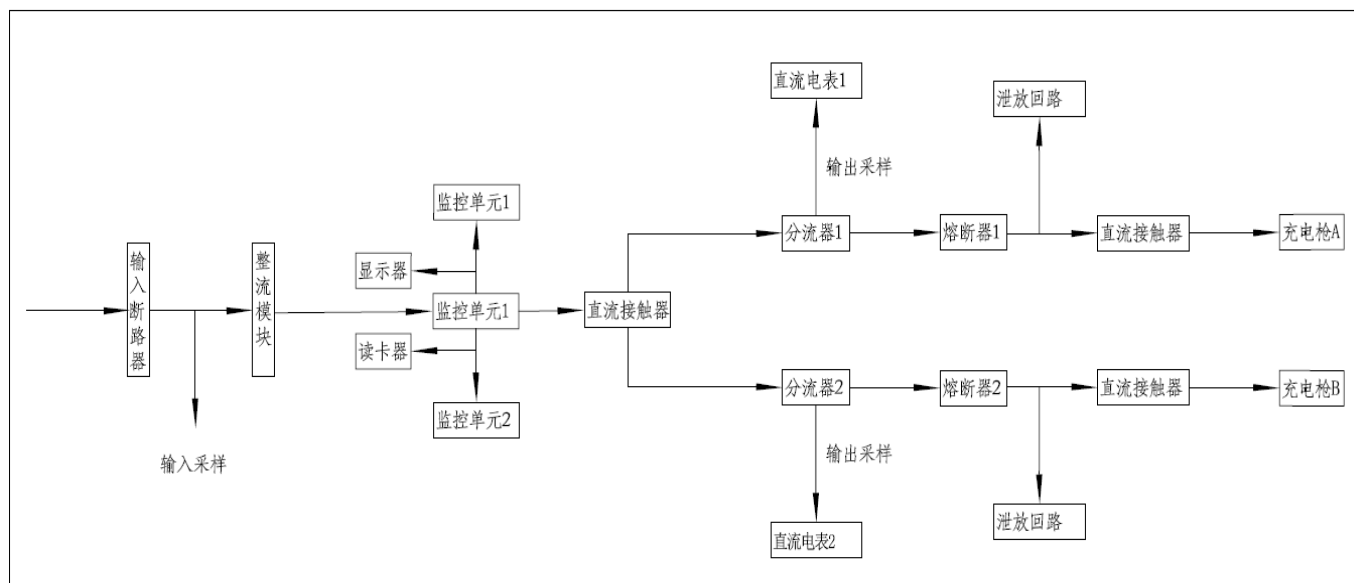 直流电表1
泄放回路
输出采样
监控单元1
分流器1
熔断器1
直流接触器
充电枪A
输入断路器
整流模块
显示器
监控单元1
直流接触器
读卡器
分流器2
熔断器2
直流接触器
充电枪B
监控单元2
输入采样
输出采样
泄放回路
直流电表2